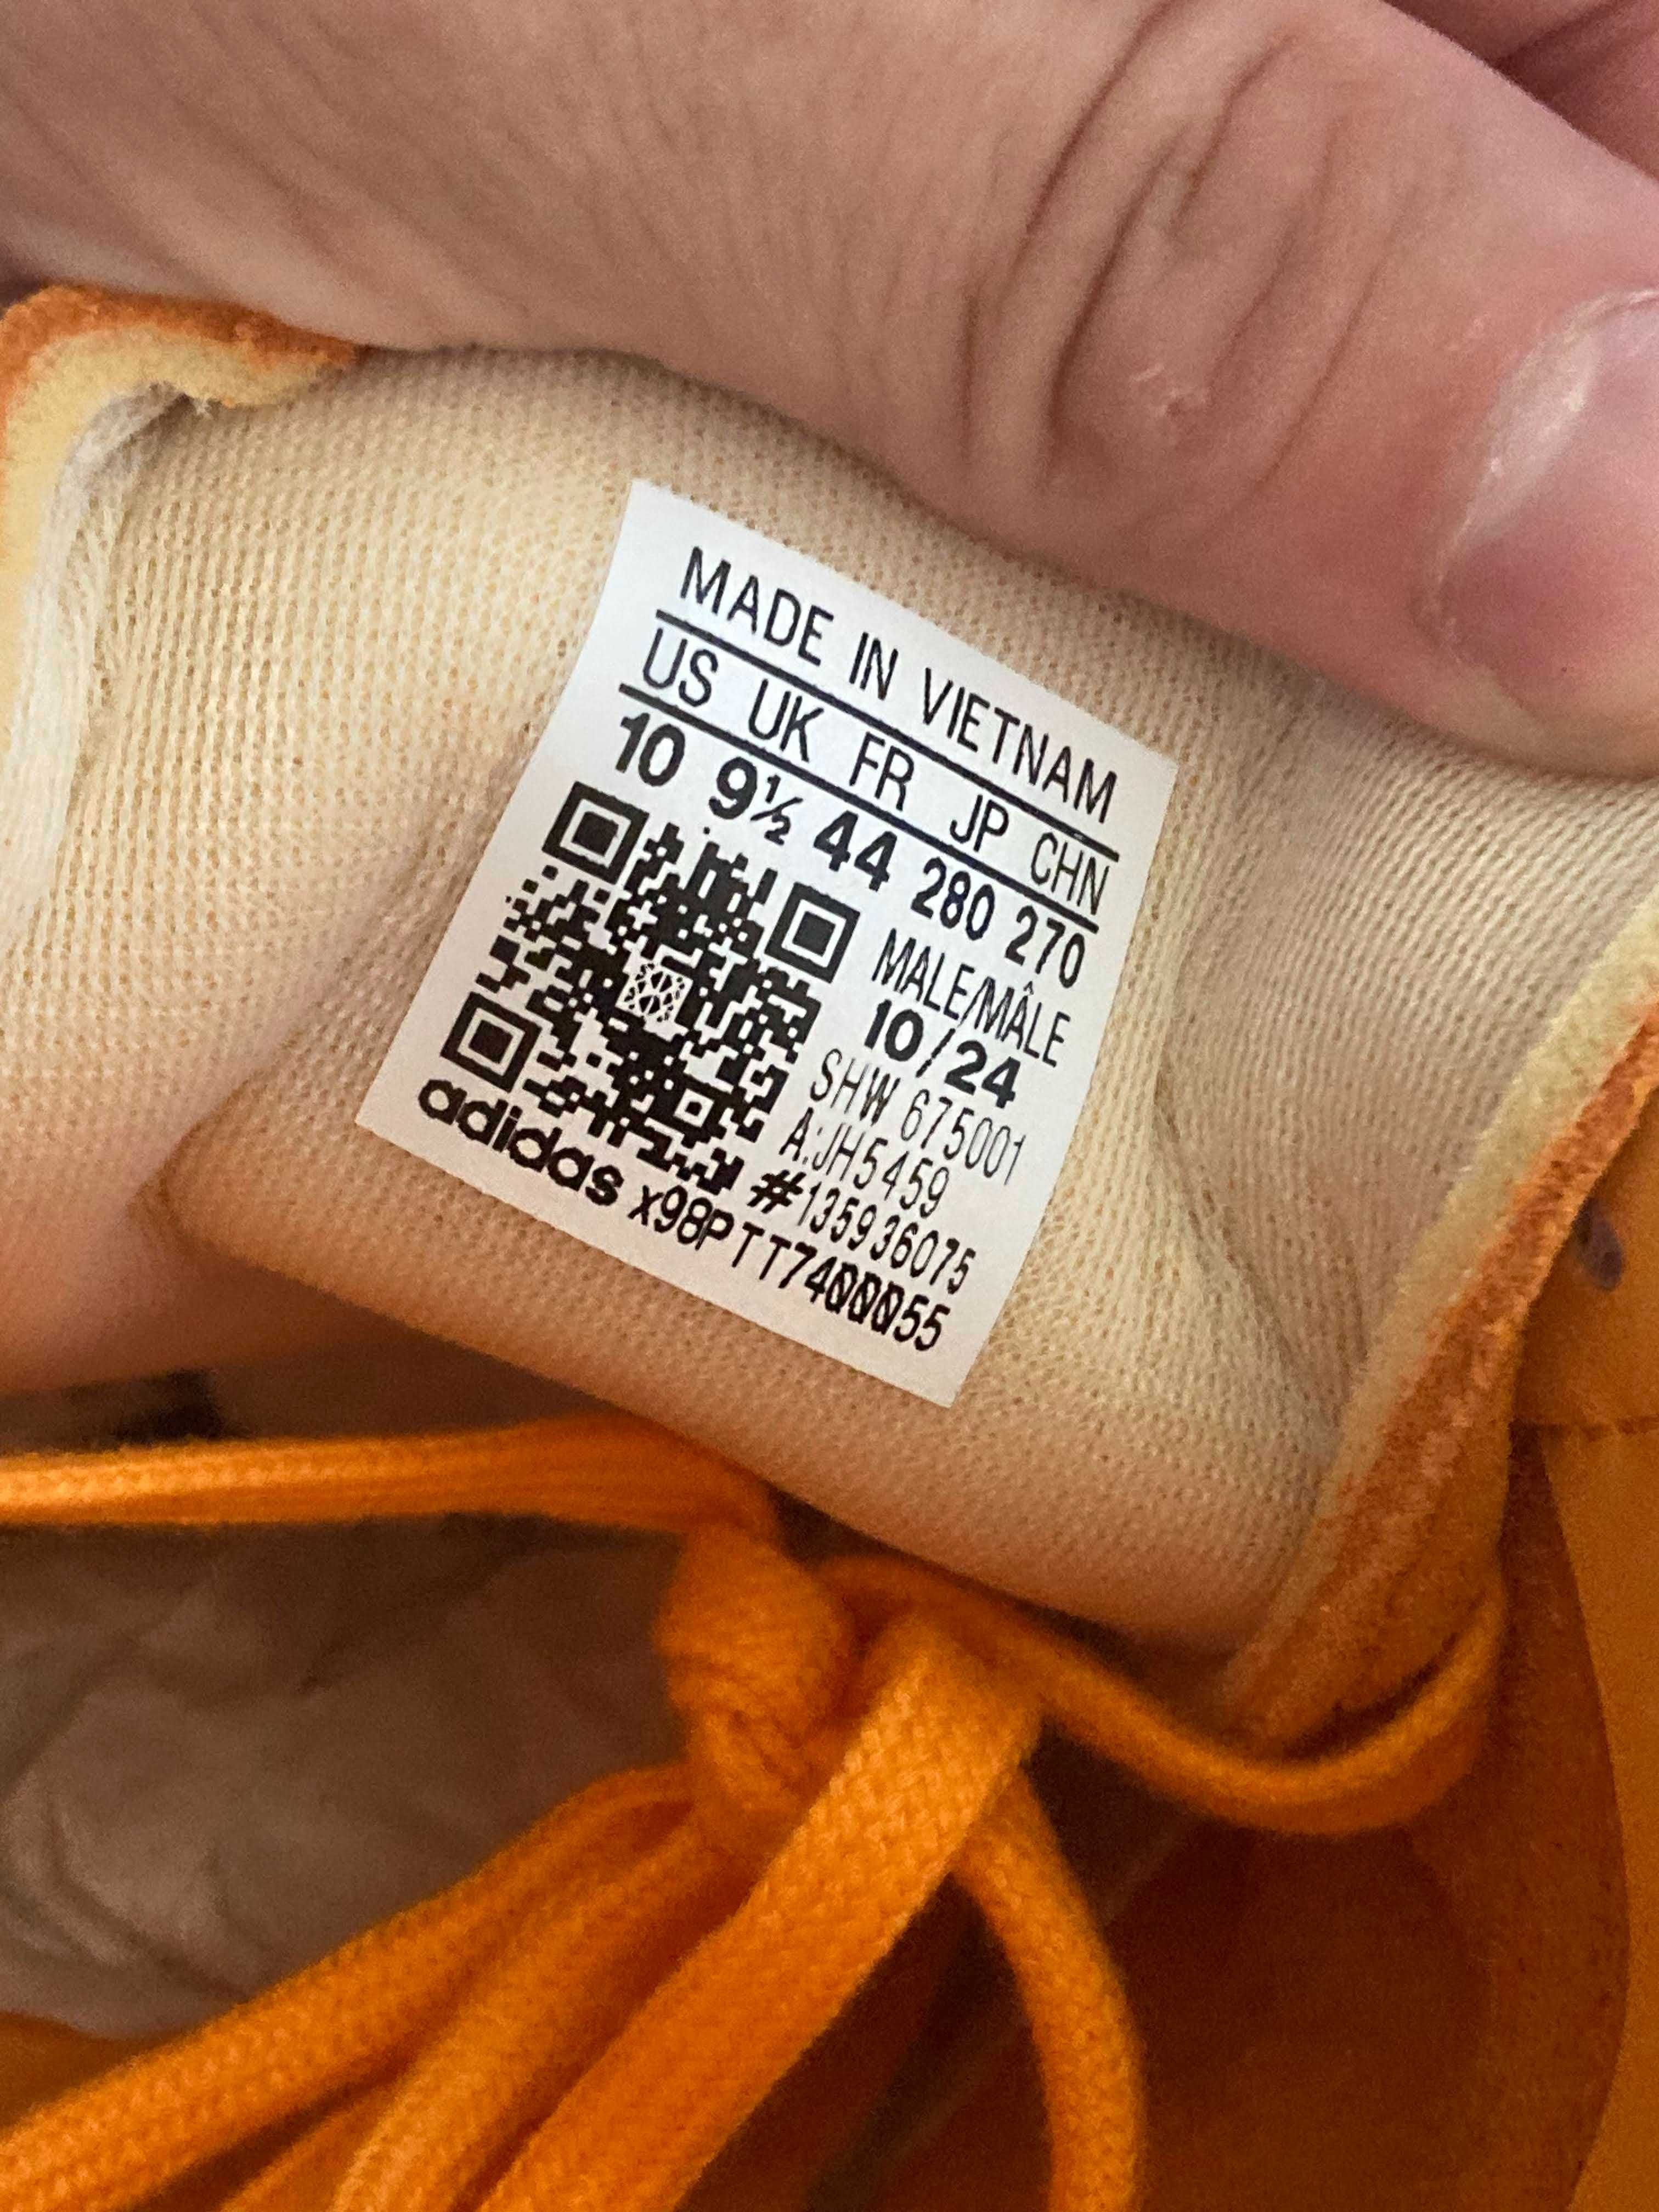 MADE IN VIETNAM
US UK FR JP CHN
10 9½ 44 280 270
MALE/MÂLE
10/24
SHW 675001
A:JH5459
#135936075
adidas x98PTT7400055